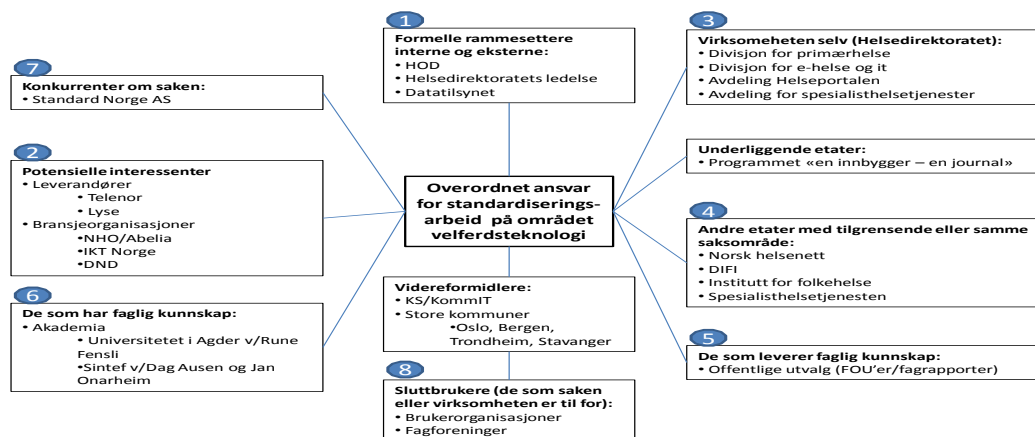 1
Formelle rammesettere
interne og eksterne:
• HOD
• Helsedirektoratets ledelse
• Datatilsynet
3
Virksomeheten selv (Helsedirektoratet):
• Divisjon for primærhelse
• Divisjon for e-helse og it
• Avdeling Helseportalen
• Avdeling for spesialisthelsetjenester
7
Konkurrenter om saken:
• Standard Norge AS
2
Potensielle interessenter
• Leverandører
• Telenor
• Lyse
• Bransjeorganisasjoner
•NHO/Abelia
•IKT Norge
•DND
Underliggende etater:
• Programmet «en innbygger – en journal»
Overordnet ansvar
for standardiserings-
arbeid på området
velferdsteknologi
4
Andre etater med tilgrensende eller samme
saksområde:
• Norsk helsenett
• DIFI
• Institutt for folkehelse
• Spesialisthelsetjenesten
6
De som har faglig kunnskap:
• Akademia
• Universitetet i Agder v/Rune
Fensli
•Sintef v/Dag Ausen og Jan
Onarheim
Videreformidlere:
• KS/KommIT
• Store kommuner
•Oslo, Bergen,
Trondheim, Stavanger
5
De som leverer faglig kunnskap:
• Offentlige utvalg (FOU'er/fagrapporter)
8
Sluttbrukere (de som saken
eller virksomheten er til for):
• Brukerorganisasjoner
• Fagforeninger